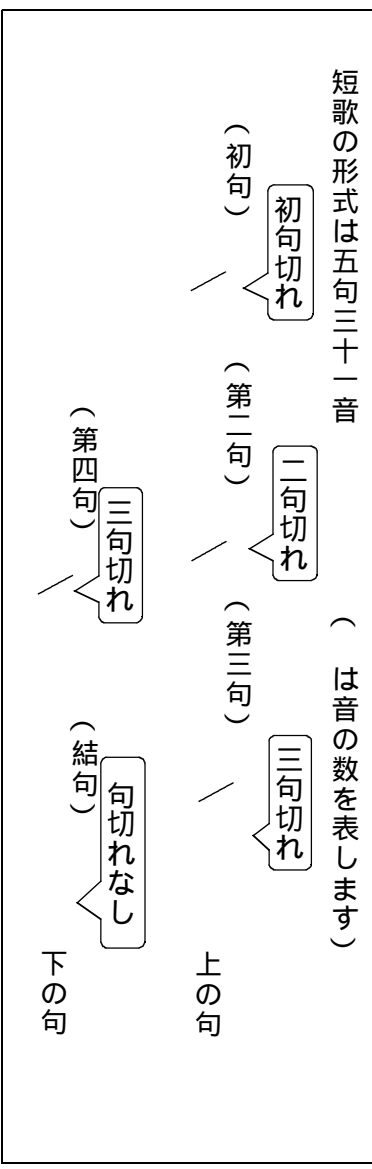 短歌の形式は五句三十一音
(　は音の数を表します)
初句切れ
二句切れ
三句切れ
(初句)
(第二句)
(第三句)
上の句
三句切れ
句切れなし
(第四句)
(結句)
下の句